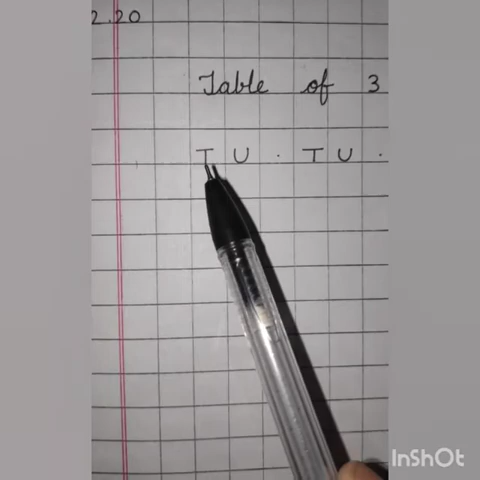 2.20
Table of 3
T U . T U .
InShOt